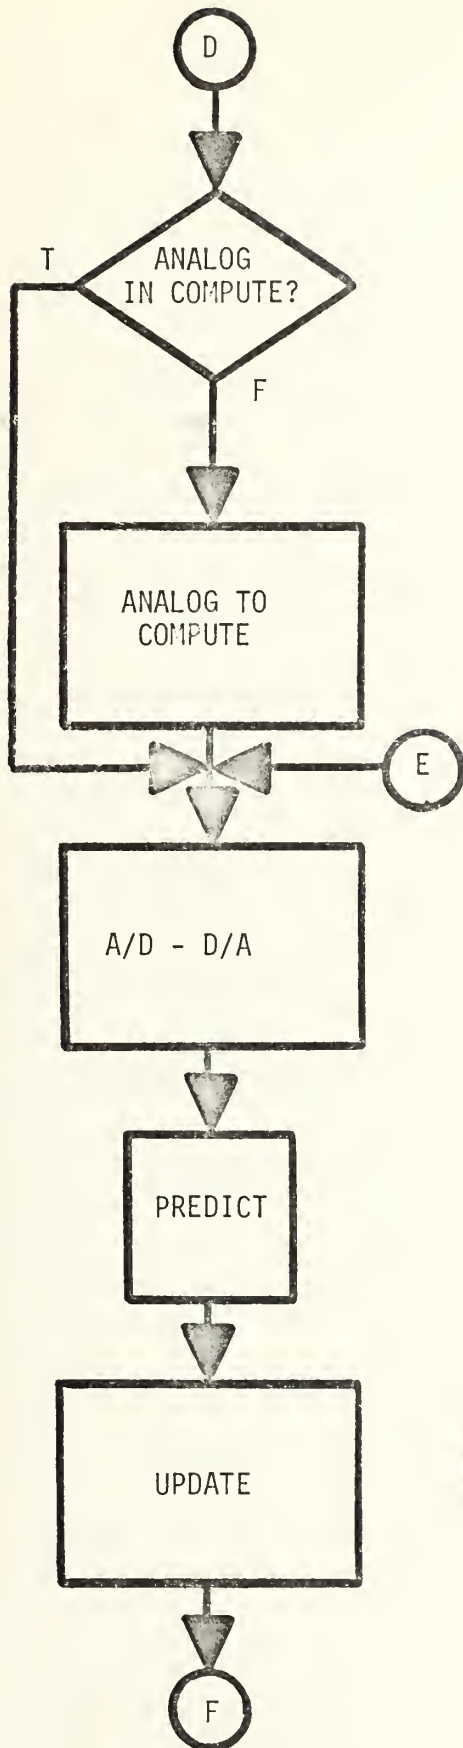 D
T
ANALOG
IN COMPUTE?
F
ANALOG TO
COMPUTE
E
A/D - D/A
PREDICT
UPDATE
F